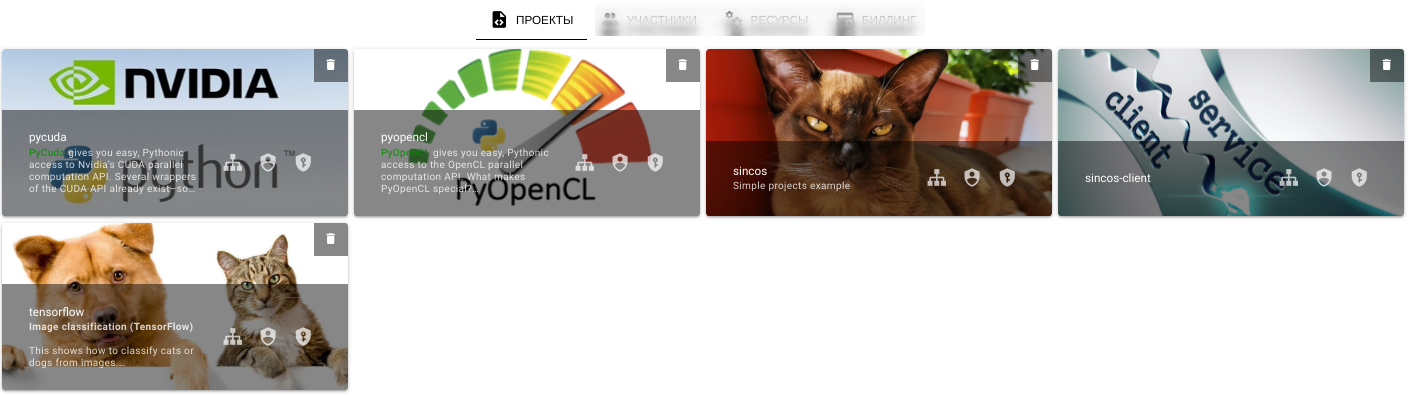 ПРОЕКТЫ
УЧАСТНИКИ
РЕСУРСЫ
БИЛЛИНГ
NVIDIA
python™
pycuda
PyCuda gives you easy, Pythonic
access to Nvidia's CUDA parallel
computation API. Several wrappers
of the CUDA API already exist–so…
pyopencl
PyOpenCL gives you easy, Pythonic
access to the OpenCL parallel
computation API. What makes
PyOpenCL special?…
PyOpenCL
sincos
Simple projects example
client
service
sincos-client
tensorflow
Image classification (TensorFlow)
This shows how to classify cats or
dogs from images.…